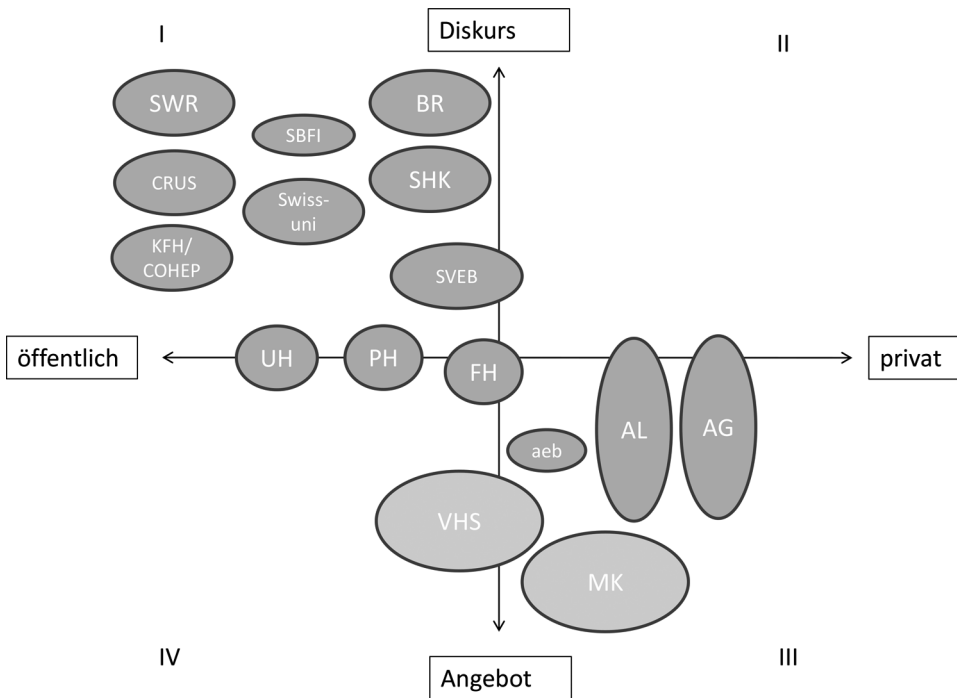 I
Diskurs
II
SWR
BR
SBFI
CRUS
SHK
Swiss-
uni
KFH/
COHEP
SVEB
öffentlich
UH
PH
FH
privat
AL
AG
aeb
VHS
MK
IV
Angebot
III